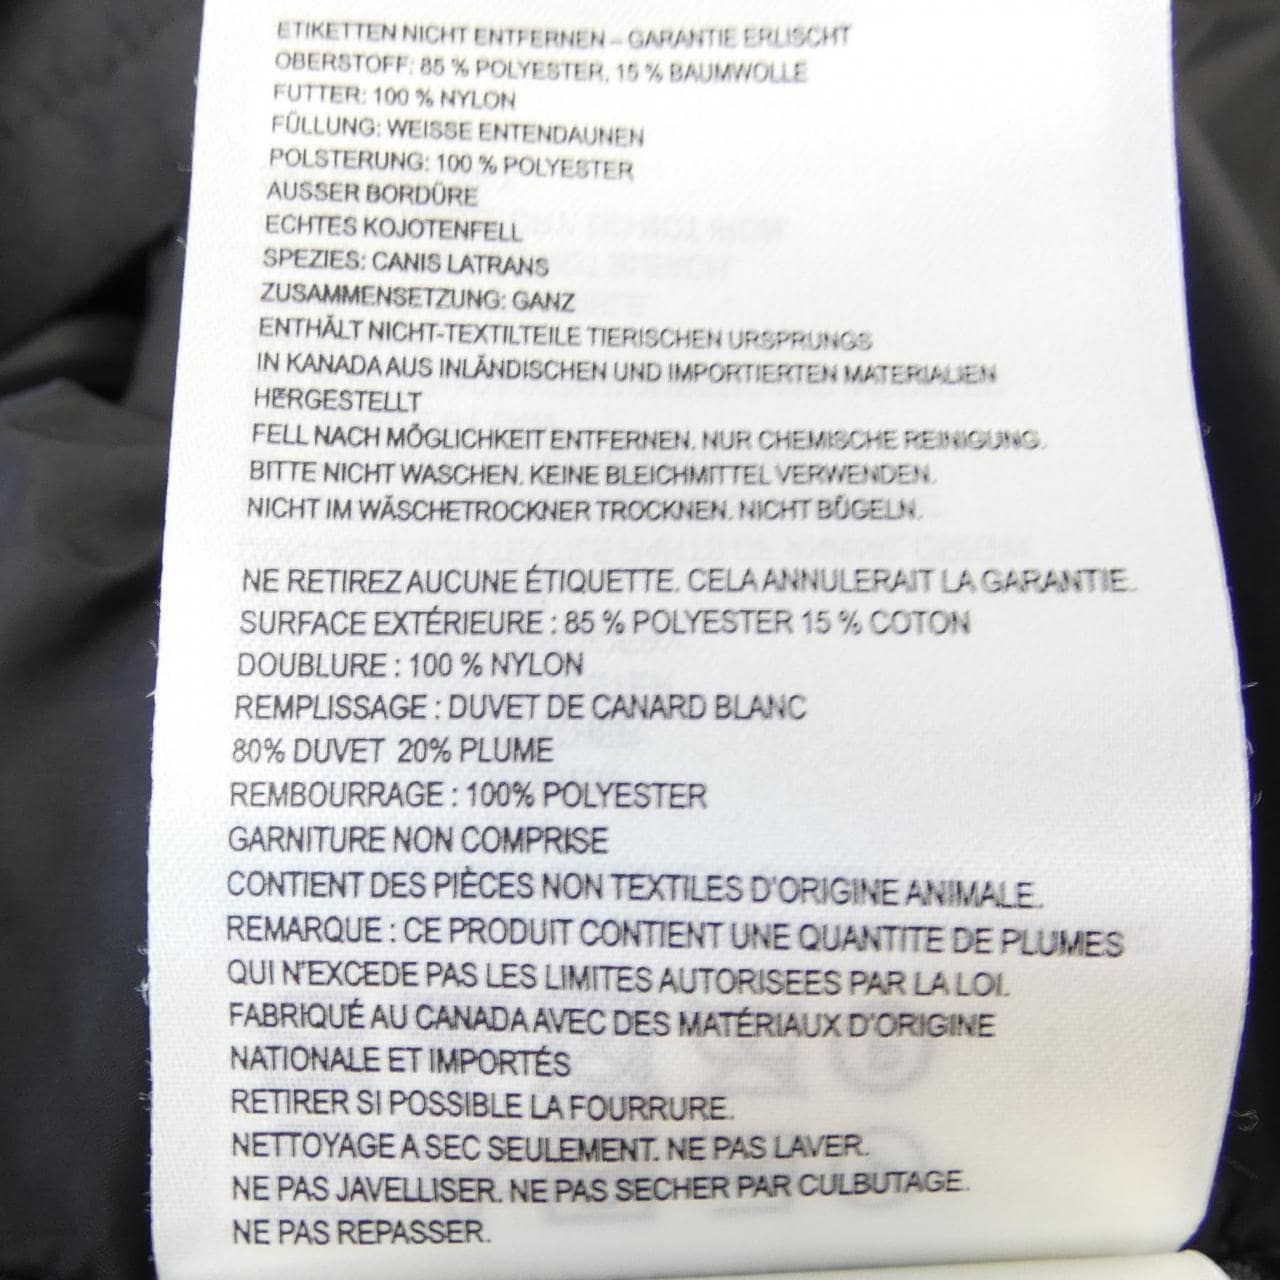 ETIKETTEN NICHT ENTFERNEN – GARANTIE ERLISCHT
OBERSTOFF: 85 % POLYESTER, 15 % BAUMWOLLE
FUTTER: 100 % NYLON
FÜLLUNG: WEISSE ENTENDAUNEN
POLSTERUNG: 100 % POLYESTER
AUSSER BORDÜRE
ECHTES KOJOTENFELL
SPEZIES: CANIS LATRANS
ZUSAMMENSETZUNG: GANZ
ENTHÄLT NICHT-TEXTILTEILE TIERISCHEN URSPRUNGS
IN KANADA AUS INLÄNDISCHEN UND IMPORTIERTEN MATERIALIEN
HERGESTELLT
FELL NACH MÖGLICHKEIT ENTFERNEN. NUR CHEMISCHE REINIGUNG.
BITTE NICHT WASCHEN. KEINE BLEICHMITTEL VERWENDEN.
NICHT IM WÄSCHETROCKNER TROCKNEN. NICHT BÜGELN.
NE RETIREZ AUCUNE ÉTIQUETTE. CELA ANNULERAIT LA GARANTIE.
SURFACE EXTÉRIEURE : 85 % POLYESTER 15 % COTON
DOUBLURE : 100 % NYLON
REMPLISSAGE : DUVET DE CANARD BLANC
80% DUVET 20% PLUME
REMBOURRAGE : 100% POLYESTER
GARNITURE NON COMPRISE
CONTIENT DES PIÈCES NON TEXTILES D'ORIGINE ANIMALE.
REMARQUE : CE PRODUIT CONTIENT UNE QUANTITE DE PLUMES
QUI N'EXCEDE PAS LES LIMITES AUTORISEES PAR LA LOI.
FABRIQUÉ AU CANADA AVEC DES MATÉRIAUX D'ORIGINE
NATIONALE ET IMPORTÉS
RETIRER SI POSSIBLE LA FOURRURE.
NETTOYAGE A SEC SEULEMENT. NE PAS LAVER.
NE PAS JAVELLISER. NE PAS SECHER PAR CULBUTAGE.
NE PAS REPASSER.